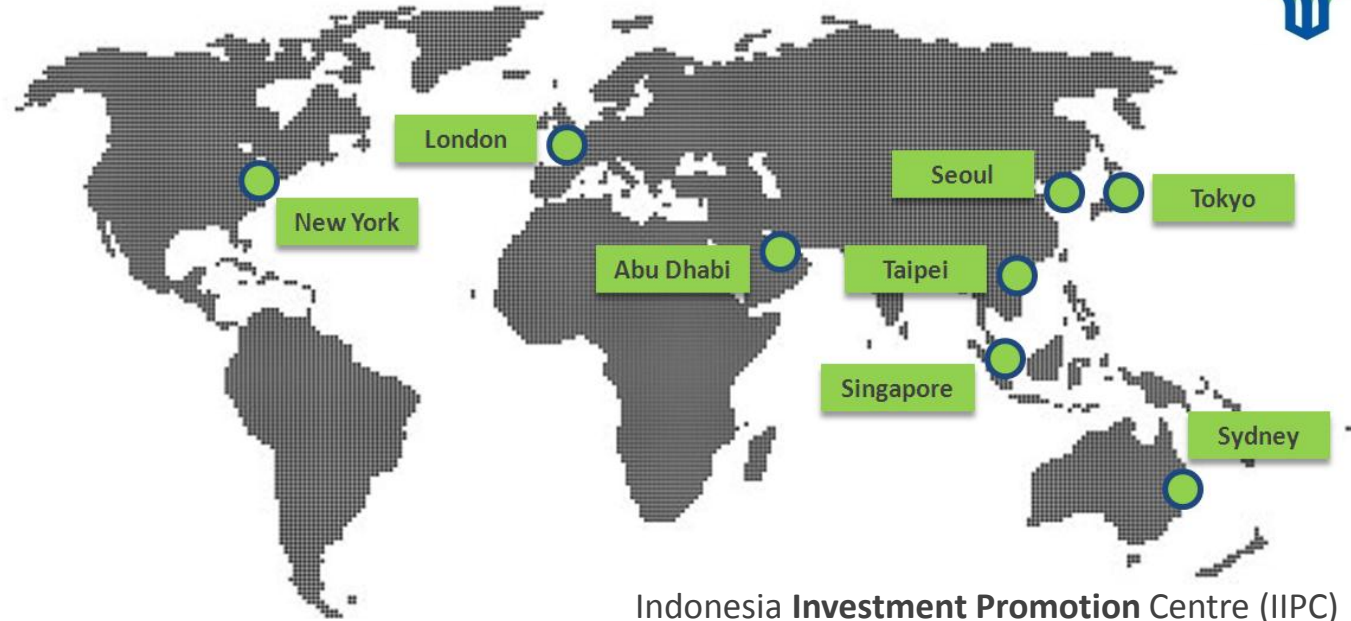 London
Seoul
Tokyo
New York
Abu Dhabi
Taipei
Singapore
Sydney
Indonesia Investment Promotion Centre (IIPC)